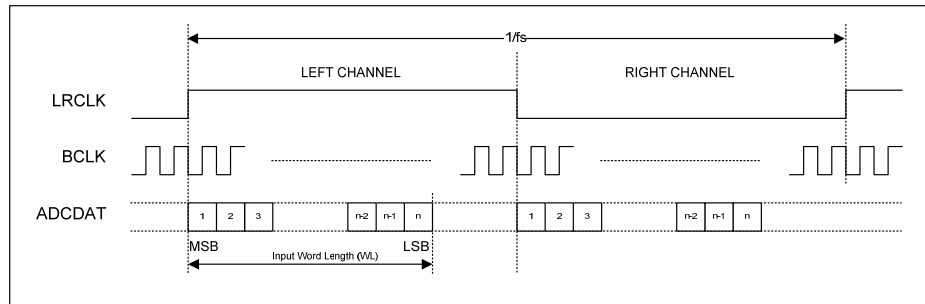 1/fs
LEFT CHANNEL RIGHT CHANNEL
LRCLK
BCLK
ADCDAT 1 2 3 n-2 n-1 n 1 2 3 n-2 n-1 n
MSB LSB
Input Word Length (WL)